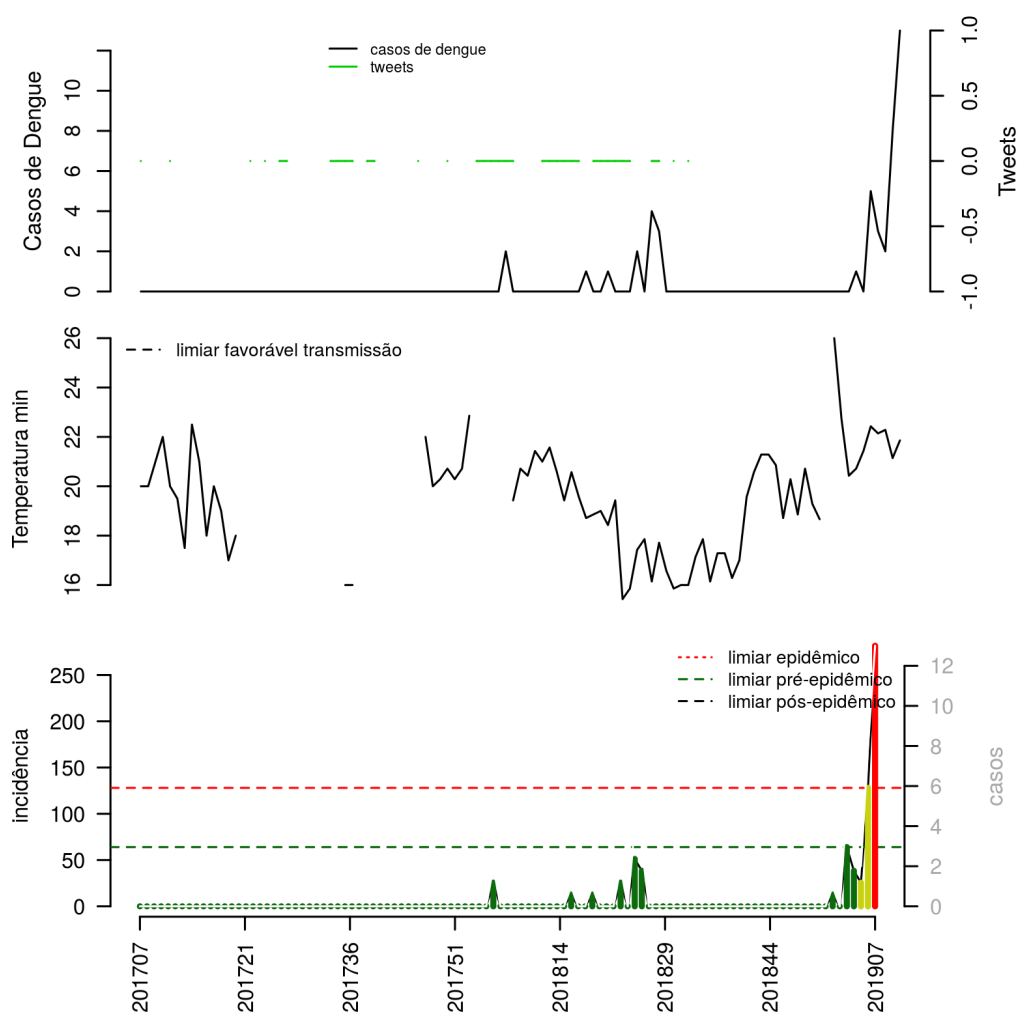 casos de dengue
tweets
Casos de Dengue
0 2 4 6 8 10
Tweets
-1.0 -0.5 0.0 0.5 1.0
limiar favorável transmissão
Temperatura min
16 18 20 22 24 26
limiar epidêmico
limiar pré-epidêmico
limiar pós-epidêmico
incidência
0 50 100 150 200 250
casos
0 2 4 6 8 10 12
201707 201721 201736 201751 201814 201829 201844 201907